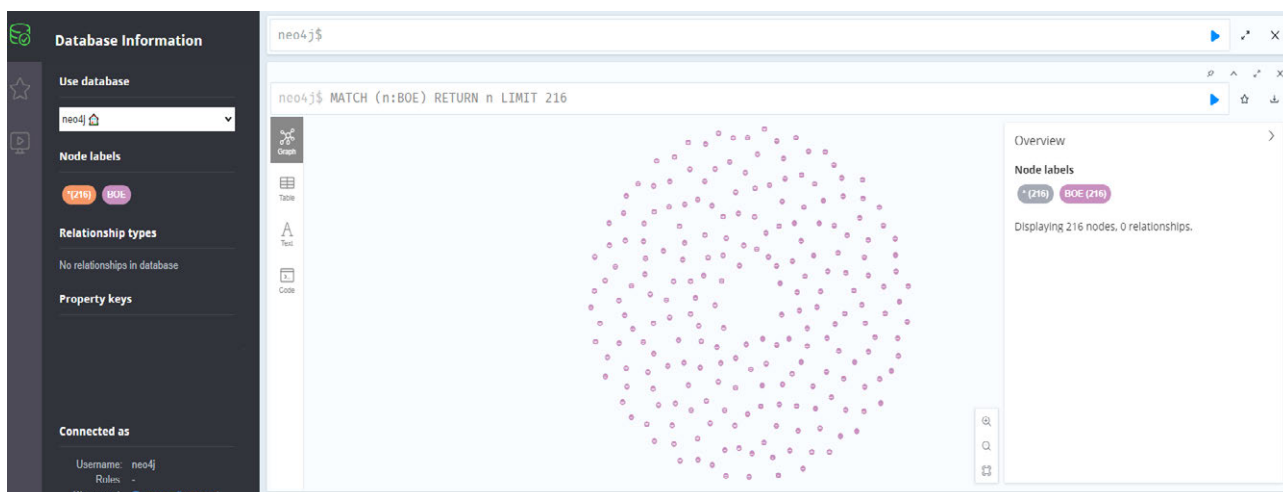 Database Information
Use database
neo4j
Node labels
*(216) BOE
Relationship types
No relationships in database
Property keys
Connected as
Username: neo4j
Roles -
neo4j$
neo4j$ MATCH (n:BOE) RETURN n LIMIT 216
Graph
Table
Text
Code
Overview
Node labels
* (216) BOE (216)
Displaying 216 nodes, 0 relationships.